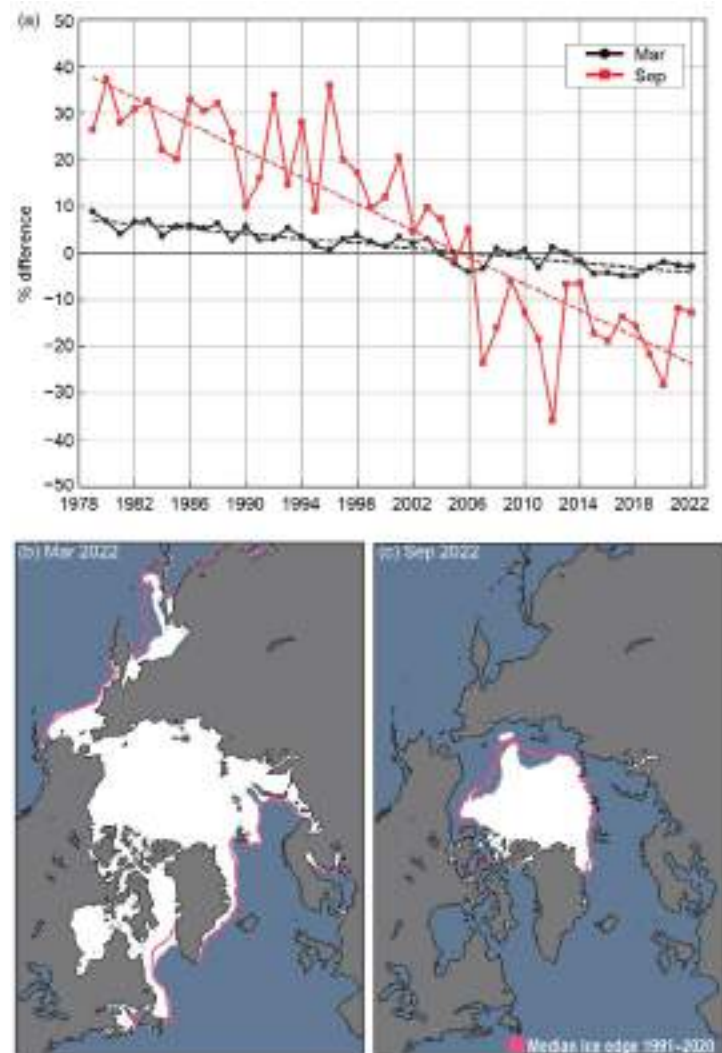 (a)
50
40
30
20
10
0
−10
−20
−30
−40
−50
% difference
Mar
Sep
1978 1982 1986 1990 1994 1998 2002 2006 2010 2014 2018 2022
(b) Mar 2022
(c) Sep 2022
Median Ice edge 1991–2020